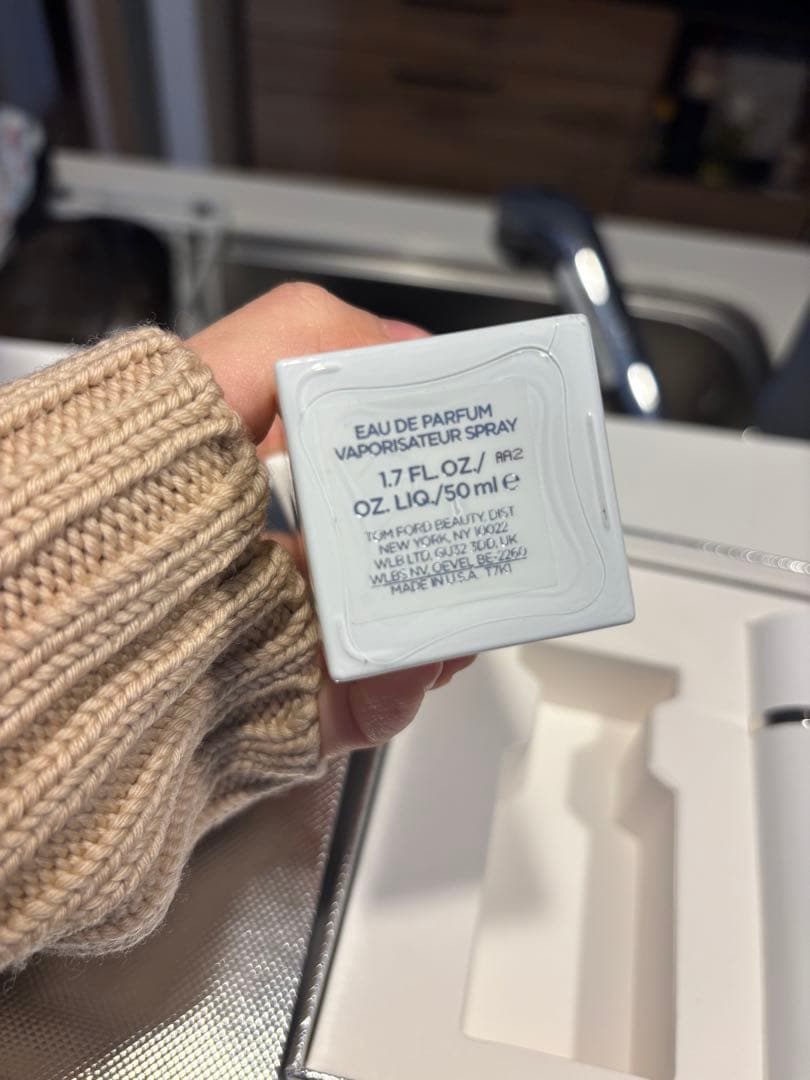 EAU DE PARFUM
VAPORISATEUR SPRAY
1.7 FL. OZ./ AA2
OZ. LIQ./50 ml ℮
TOM FORD BEAUTY, DIST
NEW YORK, NY 10022
WLB LTD, GU32 3DD, UK
WLBS NV, OEVEL BE-2260
MADE IN U.S.A. T7K1